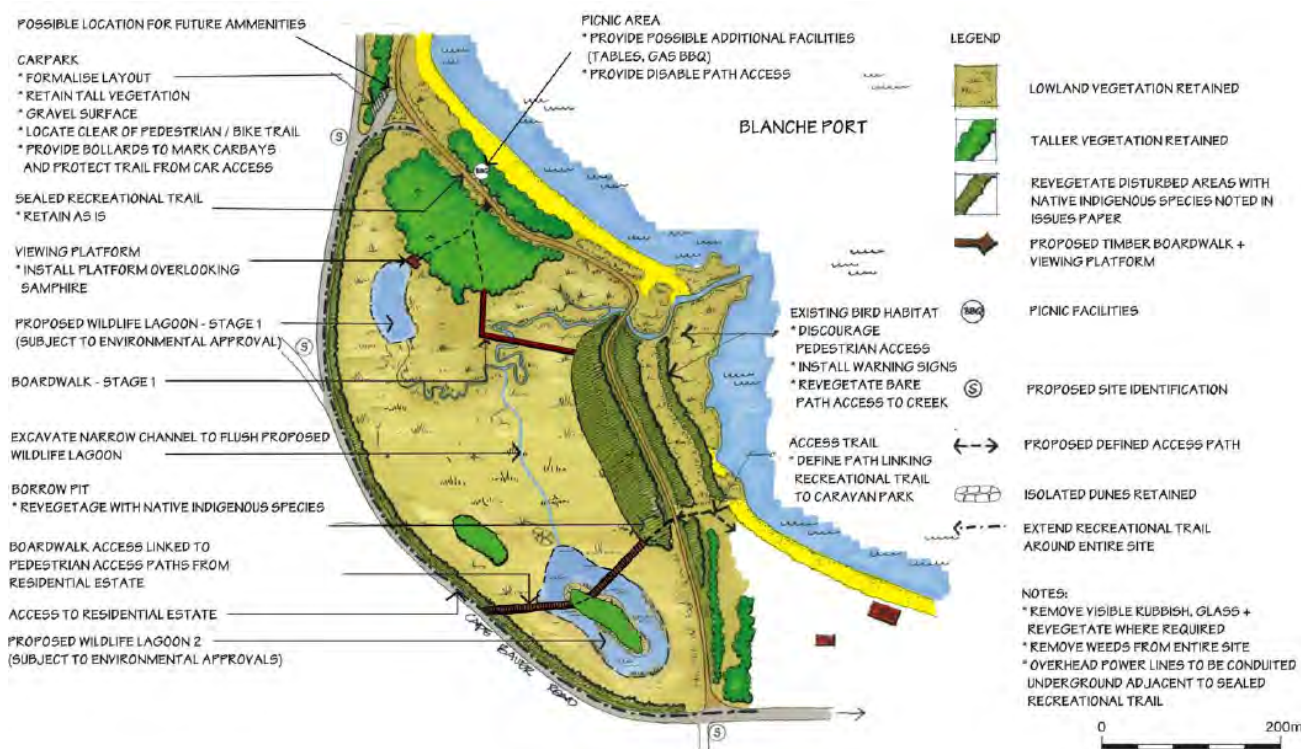 POSSIBLE LOCATION FOR FUTURE AMMENITIES
CARPARK
* FORMALISE LAYOUT
* RETAIN TALL VEGETATION
* GRAVEL SURFACE
* LOCATE CLEAR OF PEDESTRIAN / BIKE TRAIL
* PROVIDE BOLLARDS TO MARK CARBAYS
AND PROTECT TRAIL FROM CAR ACCESS
SEALED RECREATIONAL TRAIL
* RETAIN AS IS
VIEWING PLATFORM
* INSTALL PLATFORM OVERLOOKING
SAMPHIRE
PROPOSED WILDLIFE LAGOON - STAGE 1
(SUBJECT TO ENVIRONMENTAL APPROVAL)
BOARDWALK - STAGE 1
EXCAVATE NARROW CHANNEL TO FLUSH PROPOSED
WILDLIFE LAGOON
BORROW PIT
* REVEGETAGE WITH NATIVE INDIGENOUS SPECIES
BOARDWALK ACCESS LINKED TO
PEDESTRIAN ACCESS PATHS FROM
RESIDENTIAL ESTATE
ACCESS TO RESIDENTIAL ESTATE
PROPOSED WILDLIFE LAGOON 2
(SUBJECT TO ENVIRONMENTAL APPROVALS)
S
S
S
CAPE BAUER ROAD
PICNIC AREA
* PROVIDE POSSIBLE ADDITIONAL FACILITIES
(TABLES, GAS BBQ)
* PROVIDE DISABLE PATH ACCESS
BBQ
BLANCHE PORT
EXISTING BIRD HABITAT
* DISCOURAGE
PEDESTRIAN ACCESS
* INSTALL WARNING SIGNS
* REVEGETATE BARE
PATH ACCESS TO CREEK
ACCESS TRAIL
* DEFINE PATH LINKING
RECREATIONAL TRAIL
TO CARAVAN PARK
LEGEND
LOWLAND VEGETATION RETAINED
TALLER VEGETATION RETAINED
REVEGETATE DISTURBED AREAS WITH
NATIVE INDIGENOUS SPECIES NOTED IN
ISSUES PAPER
PROPOSED TIMBER BOARDWALK +
VIEWING PLATFORM
BBQ PICNIC FACILITIES
S PROPOSED SITE IDENTIFICATION
PROPOSED DEFINED ACCESS PATH
ISOLATED DUNES RETAINED
EXTEND RECREATIONAL TRAIL
AROUND ENTIRE SITE
NOTES:
* REMOVE VISIBLE RUBBISH, GLASS +
REVEGETATE WHERE REQUIRED
* REMOVE WEEDS FROM ENTIRE SITE
* OVERHEAD POWER LINES TO BE CONDUITED
UNDERGROUND ADJACENT TO SEALED
RECREATIONAL TRAIL
0 200m